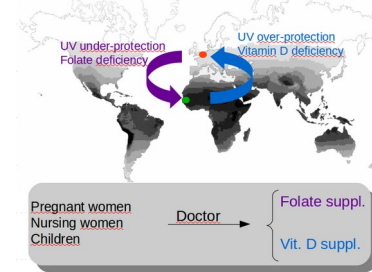 UV under-protection
Folate deficiency
UV over-protection
Vitamin D deficiency
Pregnant women
Nursing women
Children
Doctor
Folate suppl.
Vit. D suppl.